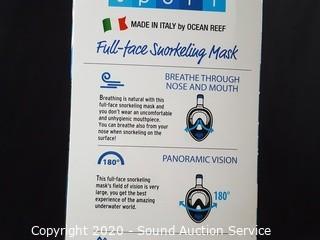 sport
MADE IN ITALY by OCEAN REEF
Full-face Snorkeling Mask
BREATHE THROUGH
NOSE AND MOUTH
Breathing is natural with this
full-face snorkeling mask and
you don't wear an uncomfortable
and unhygienic mouthpiece. You
can breathe also from your
nose when snorkeling on the
surface!
180°
PANORAMIC VISION
This full-face snorkeling
mask's field of vision is very
large, you get the best
experience of the amazing
underwater world.
180°
Copyright 2020 - Sound Auction Service